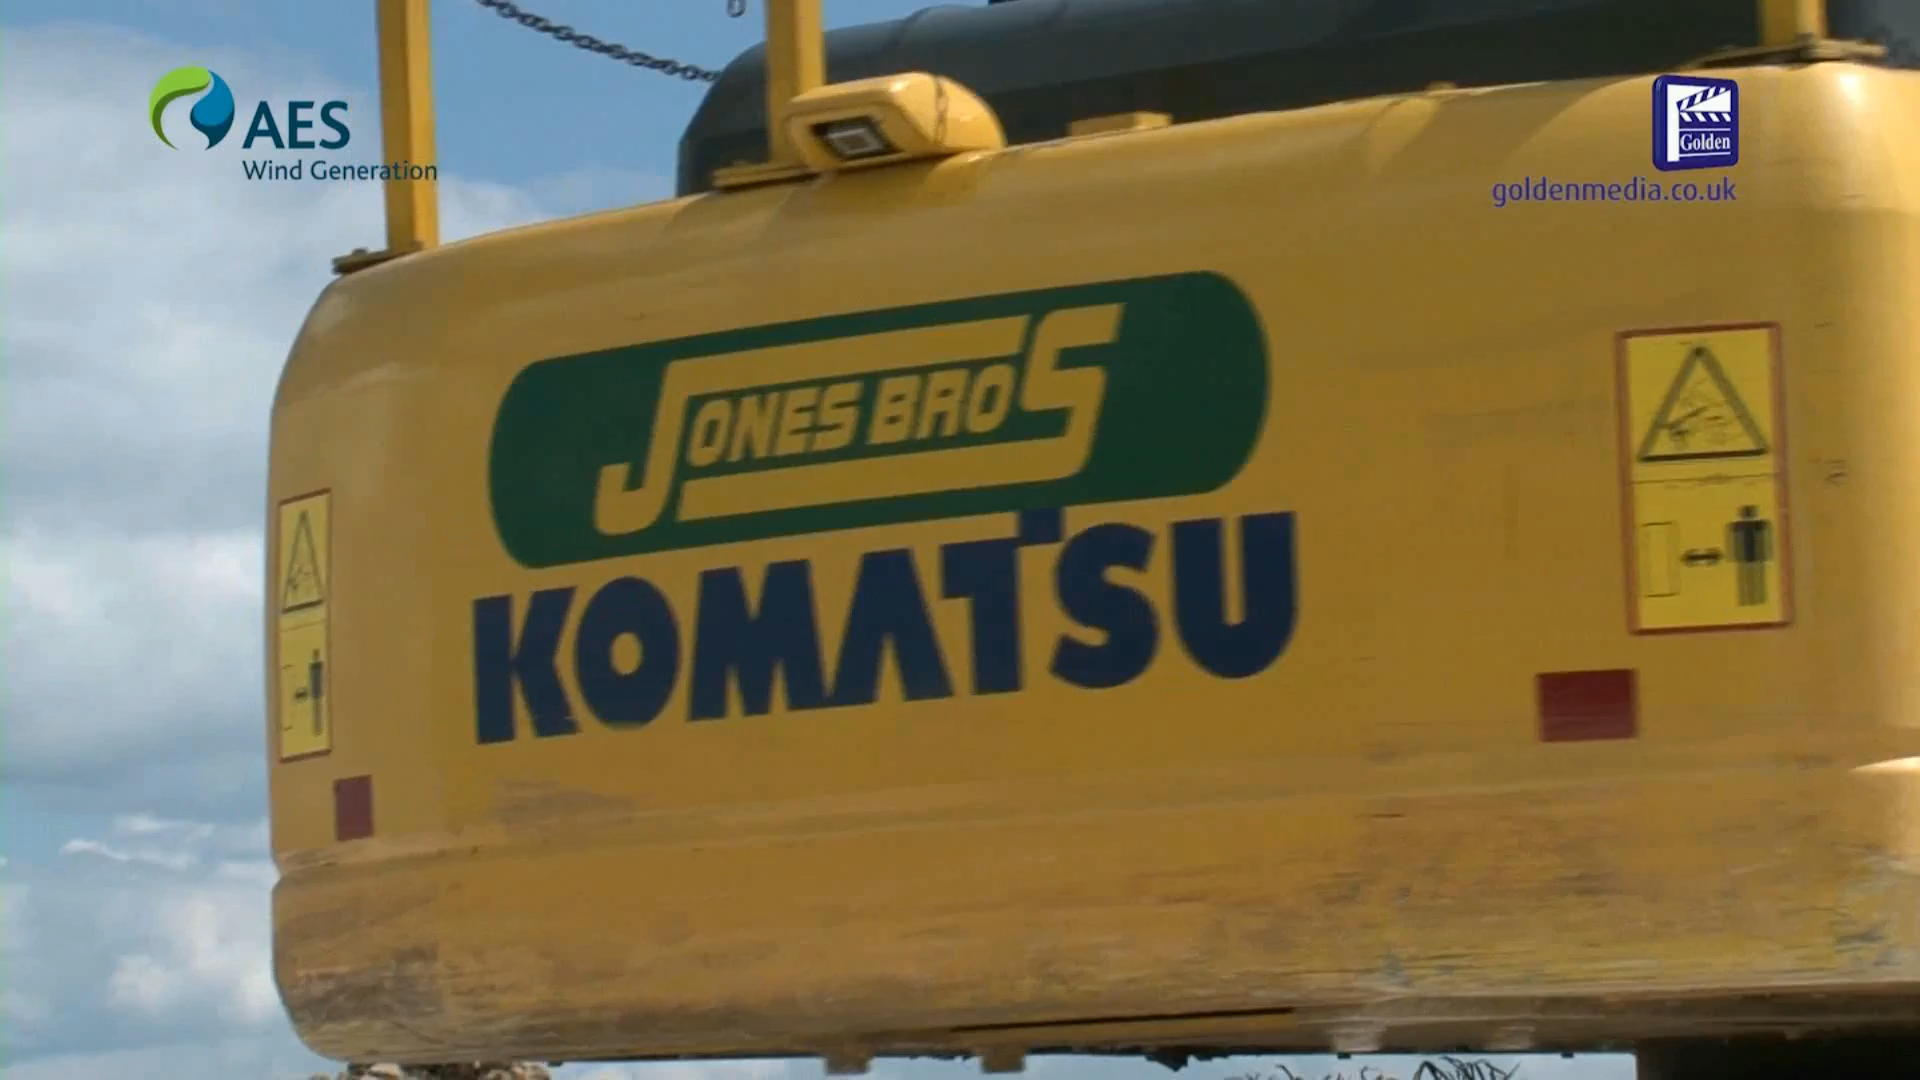 AES
Wind Generation
Golden
goldenmedia.co.uk
JONES BROS
KOMATSU